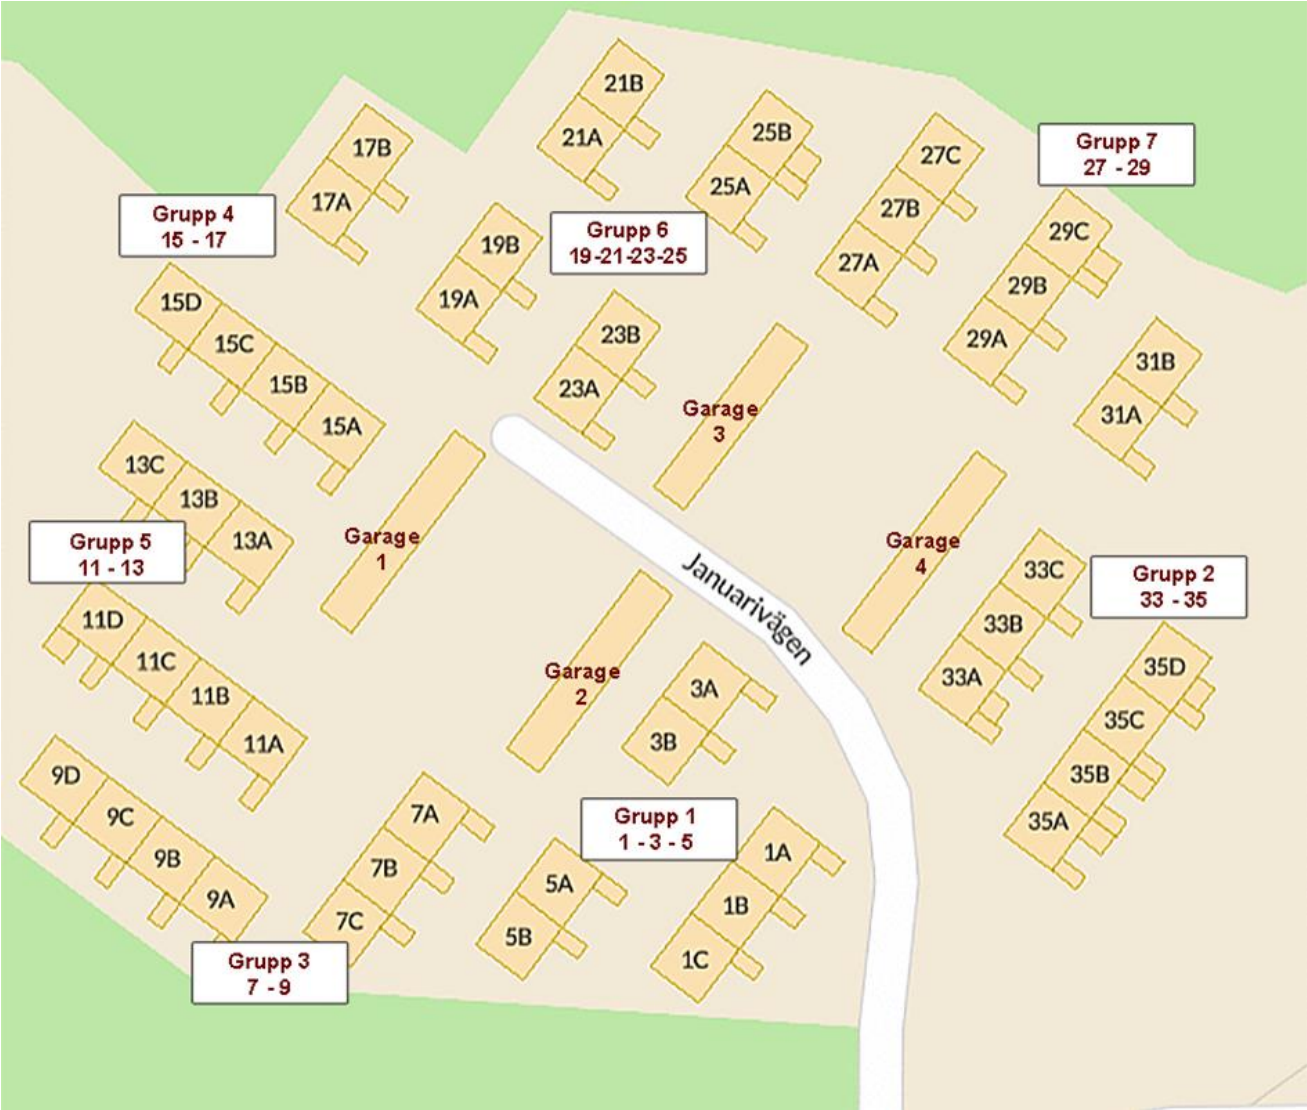 21B
21A
25B
25A
17B
17A
27C
27B
27A
Grupp 7
27 - 29
Grupp 4
15 - 17
19B
19A
Grupp 6
19-21-23-25
29C
29B
29A
15D
15C
15B
15A
23B
23A
31B
31A
Garage
3
13C
13B
13A
Grupp 5
11 - 13
Garage
1
Januarivägen
Garage
4
33C
33B
33A
Grupp 2
33 - 35
11D
11C
11B
11A
Garage
2
3A
3B
35D
35C
35B
35A
9D
9C
9B
9A
7A
7B
7C
Grupp 1
1 - 3 - 5
5A
5B
1A
1B
1C
Grupp 3
7 - 9